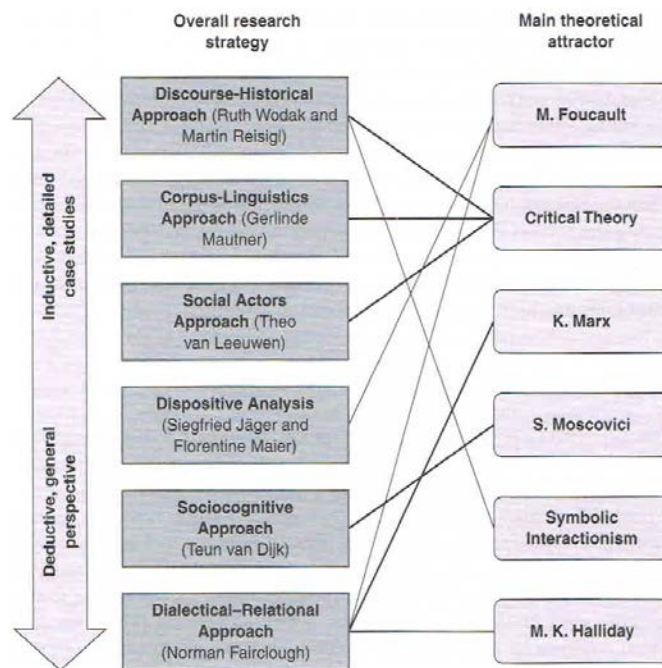 Overall research
strategy
Main theoretical
attractor
Inductive, detailed
case studies
Deductive, general
perspective
Discourse-Historical
Approach (Ruth Wodak and
Martin Reisigl)
Corpus-Linguistics
Approach (Gerlinde
Mautner)
Social Actors
Approach (Theo
van Leeuwen)
Dispositive Analysis
(Siegfried Jäger and
Florentine Maier)
Sociocognitive
Approach
(Teun van Dijk)
Dialectical–Relational
Approach
(Norman Fairclough)
M. Foucault
Critical Theory
K. Marx
S. Moscovici
Symbolic
Interactionism
M. K. Halliday